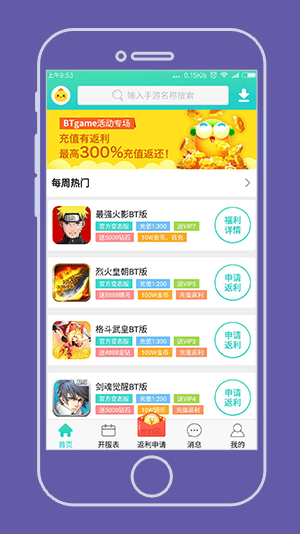 上午9:53
0.15K/s
输入手游名称搜索
BTgame活动专场
充值有返利
最高300%充值返还!
每周热门
最强火影BT版
官方变态服 充值1:300 送VIP7
送5000钻石 10W金币、首充
福利
详情
烈火皇朝BT版
官方变态服 充值1:200 送VIP5
送8888元宝 100W金币 充值返利
申请
返利
格斗武皇BT版
官方变态服 充值1:200 送VIP3
送4888金钻 100W金币 充值返利
申请
返利
剑魂觉醒BT版
官方变态服 充值1:200 送VIP4
送5000钻石 10W铜币 充值返利
申请
返利
首页 开服表 返利申请 消息 我的